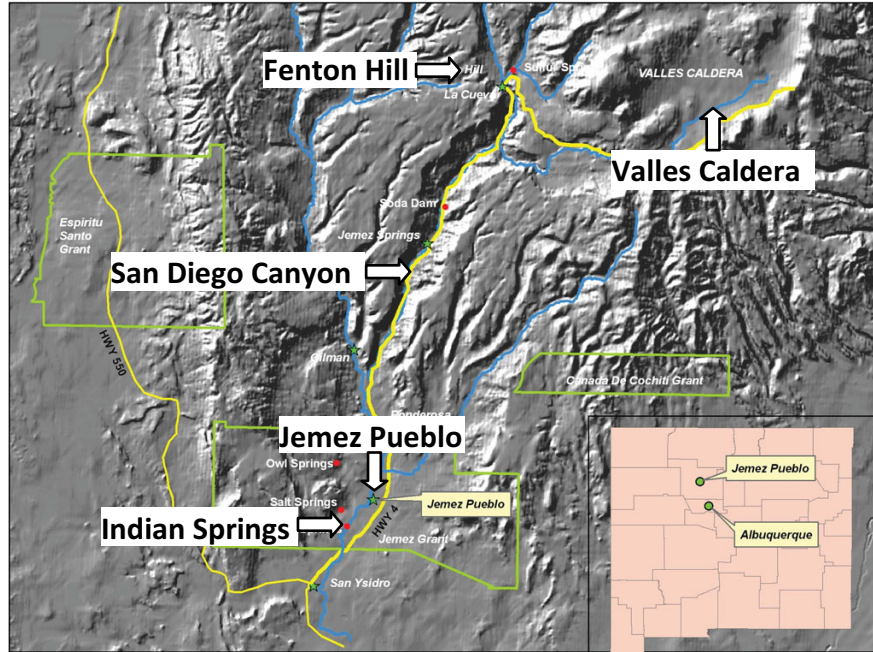 Fenton Hill
Hill
Sulfur Spr
La Cueva
VALLES CALDERA
Valles Caldera
Soda Dam
Espiritu
Santo
Grant
Jemez Springs
San Diego Canyon
HWY 550
Gilman
Canada De Cochiti Grant
Ponderosa
Jemez Pueblo
Owl Springs
Salt Springs
Jemez Pueblo
Indian Springs
HWY 4
Jemez Grant
San Ysidro
Jemez Pueblo
Albuquerque